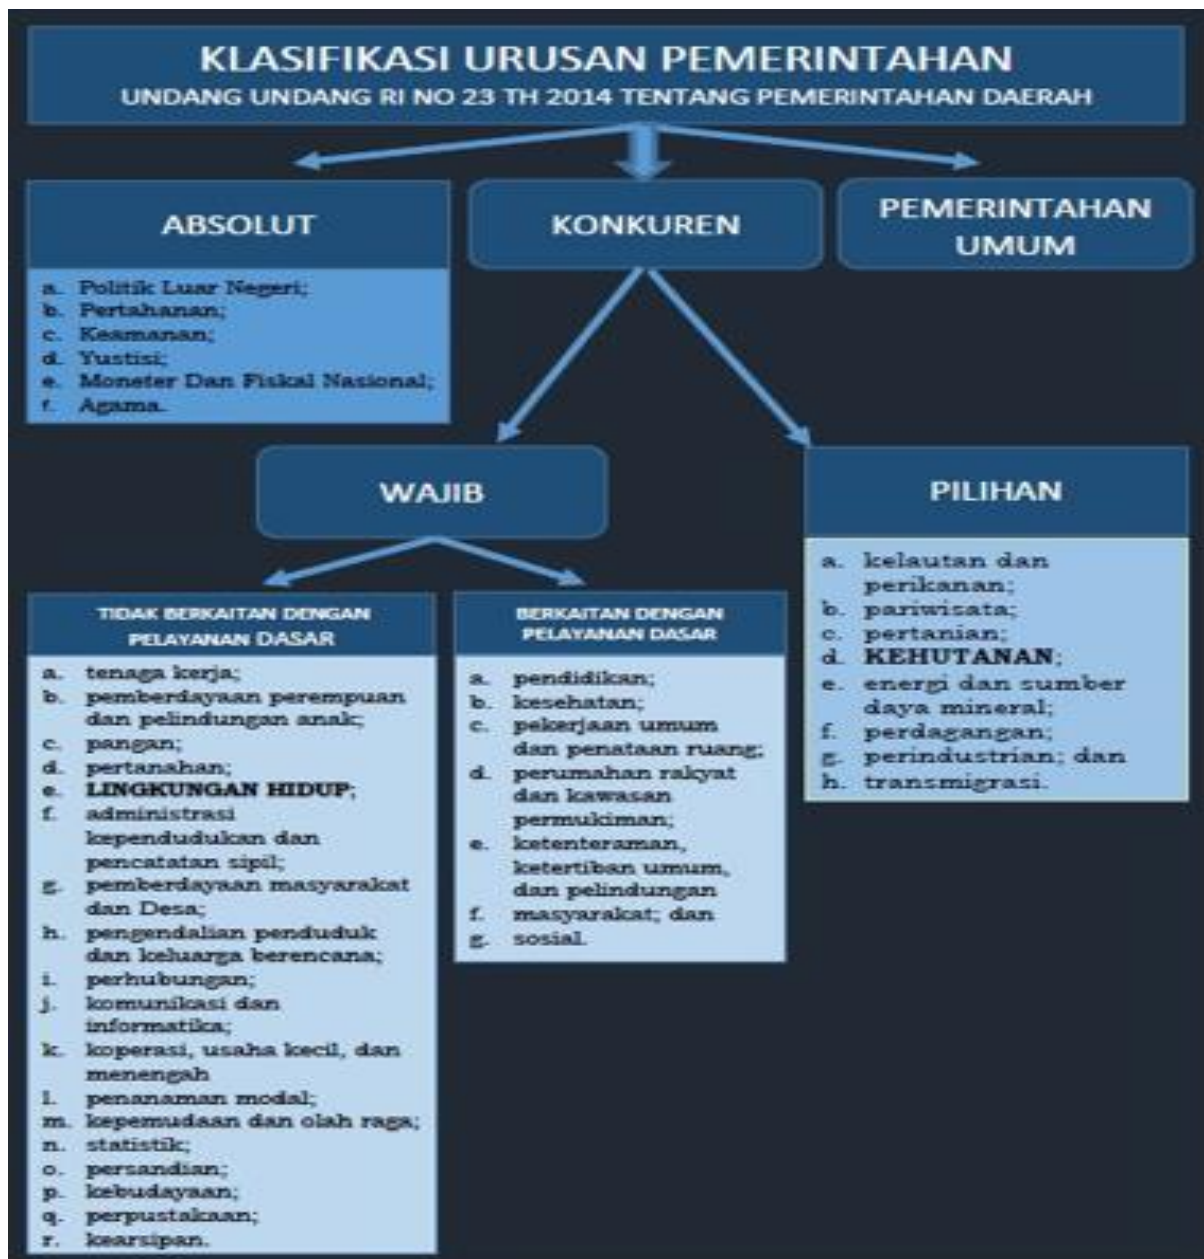 KLASIFIKASI URUSAN PEMERINTAHAN
UNDANG UNDANG RI NO 23 TH 2014 TENTANG PEMERINTAHAN DAERAH
ABSOLUT
a. Politik Luar Negeri;
b. Pertahanan;
c. Keamanan;
d. Yustisi;
e. Moneter Dan Fiskal Nasional;
f. Agama.
KONKUREN
PEMERINTAHAN
UMUM
WAJIB
TIDAK BERKAITAN DENGAN
PELAYANAN DASAR
a. tenaga kerja;
b. pemberdayaan perempuan
dan pelindungan anak;
c. pangan;
d. pertanahan;
e. LINGKUNGAN HIDUP;
f. administrasi
kependudukan dan
pencatatan sipil;
g. pemberdayaan masyarakat
dan Desa;
h. pengendalian penduduk
dan keluarga berencana;
i. perhubungan;
j. komunikasi dan
informatika;
k. koperasi, usaha kecil, dan
menengah
l. penanaman modal;
m. kepemudaan dan olah raga;
n. statistik;
o. persandian;
p. kebudayaan;
q. perpustakaan;
r. kearsipan.
BERKAITAN DENGAN
PELAYANAN DASAR
a. pendidikan;
b. kesehatan;
c. pekerjaan umum
dan penataan ruang;
d. perumahan rakyat
dan kawasan
permukiman;
e. ketenteraman,
ketertiban umum,
dan pelindungan
f. masyarakat; dan
g. sosial.
PILIHAN
a. kelautan dan
perikanan;
b. pariwisata;
c. pertanian;
d. KEHUTANAN;
e. energi dan sumber
daya mineral;
f. perdagangan;
g. perindustrian; dan
h. transmigrasi.